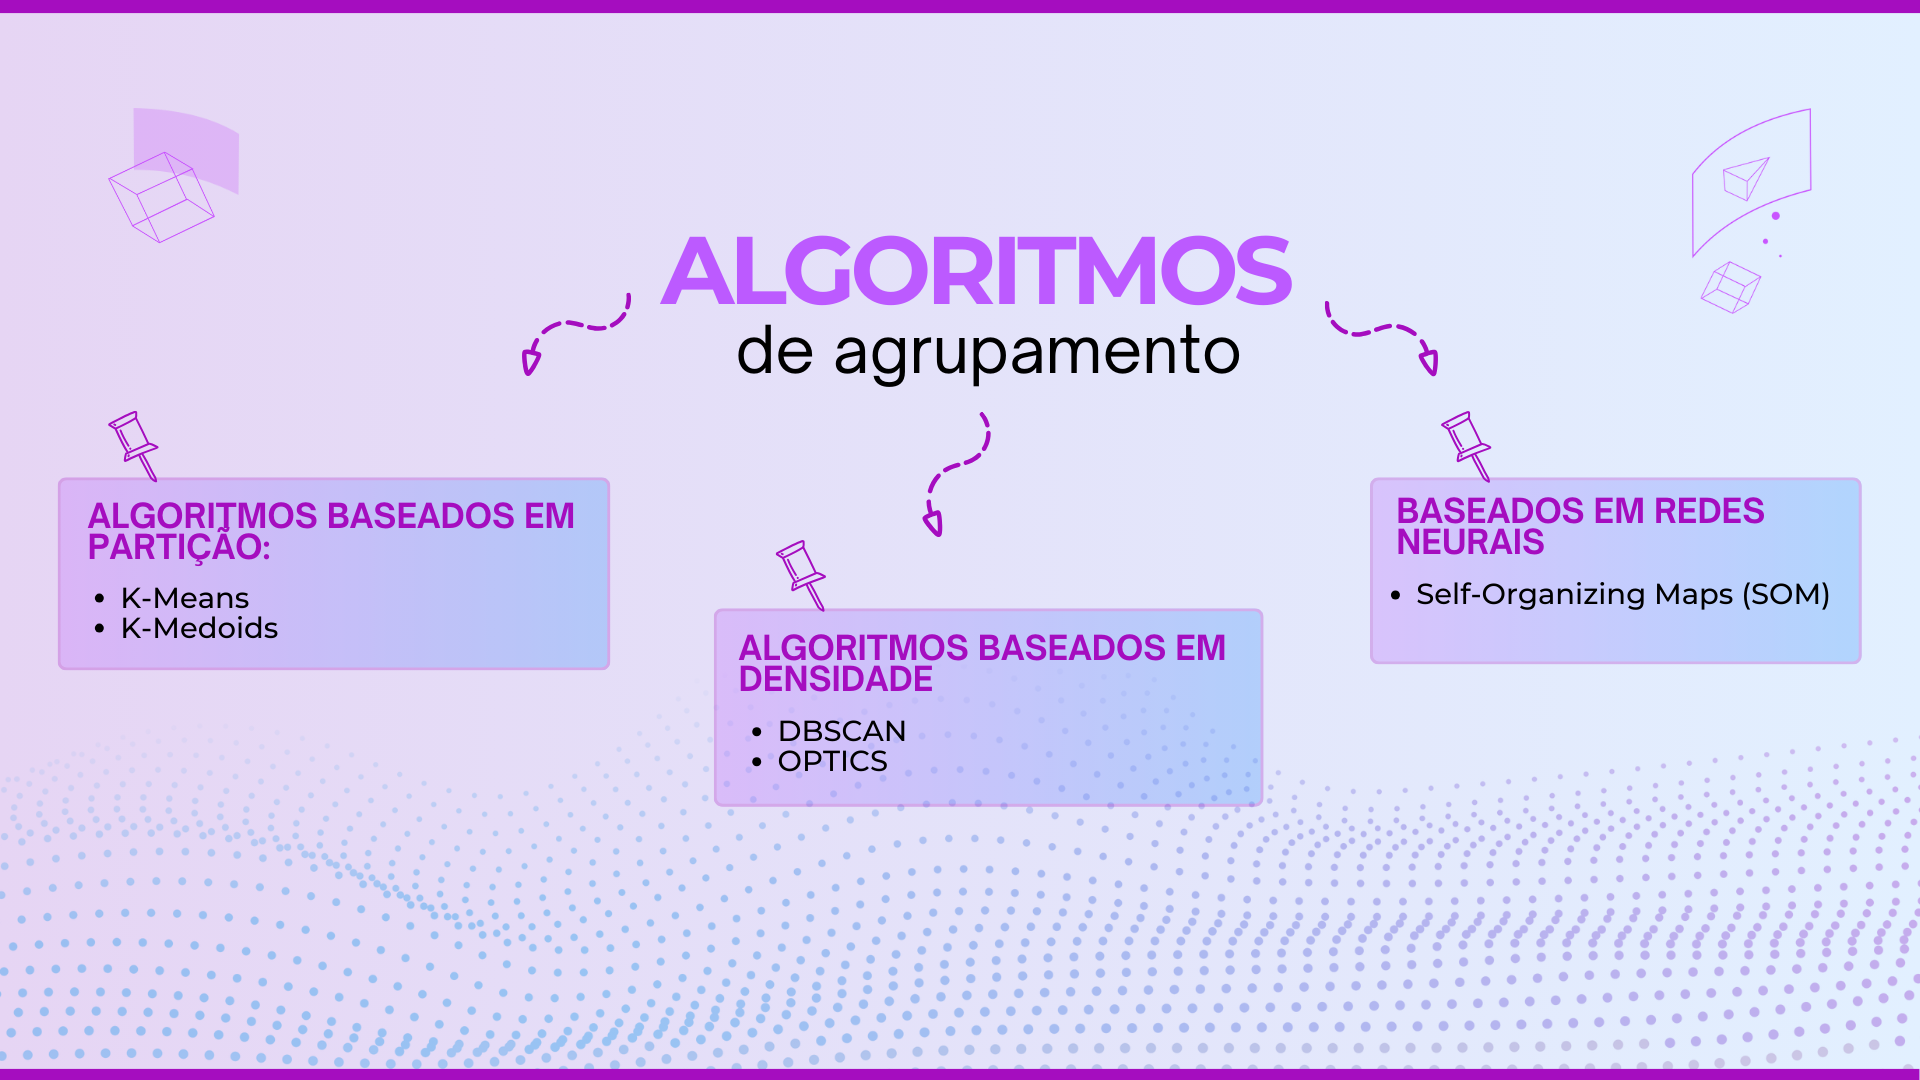 ALGORITMOS
de agrupamento
ALGORITMOS BASEADOS EM
PARTIÇÃO:
• K-Means
• K-Medoids
ALGORITMOS BASEADOS EM
DENSIDADE
• DBSCAN
• OPTICS
BASEADOS EM REDES
NEURAIS
• Self-Organizing Maps (SOM)